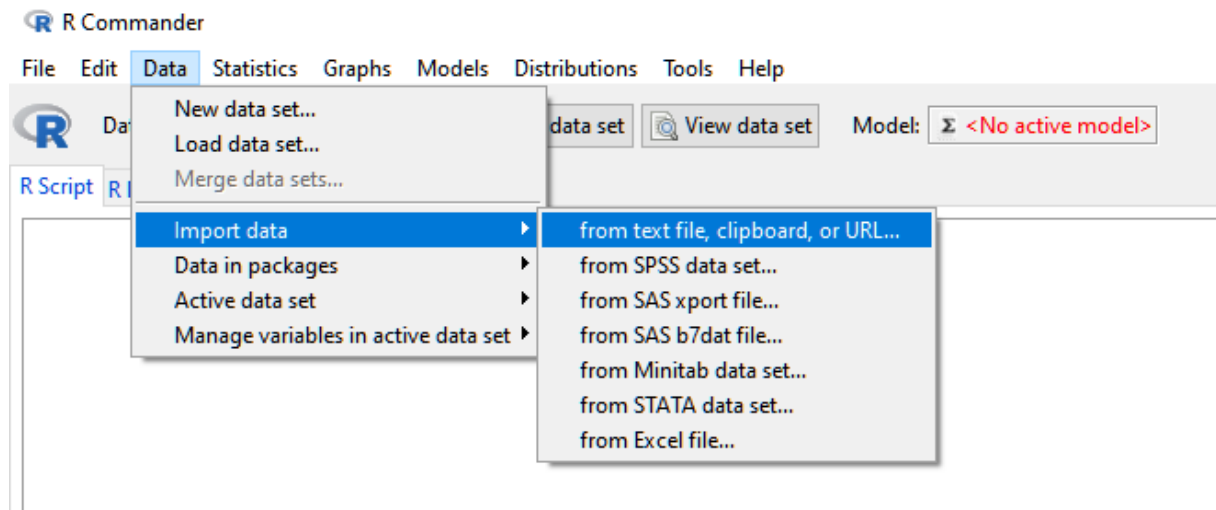 R Commander
File Edit Data Statistics Graphs Models Distributions Tools Help
data set View data set Model: Σ <No active model>
R Script R
New data set...
Load data set...
Merge data sets...
Import data
Data in packages
Active data set
Manage variables in active data set
from text file, clipboard, or URL...
from SPSS data set...
from SAS xport file...
from SAS b7dat file...
from Minitab data set...
from STATA data set...
from Excel file...